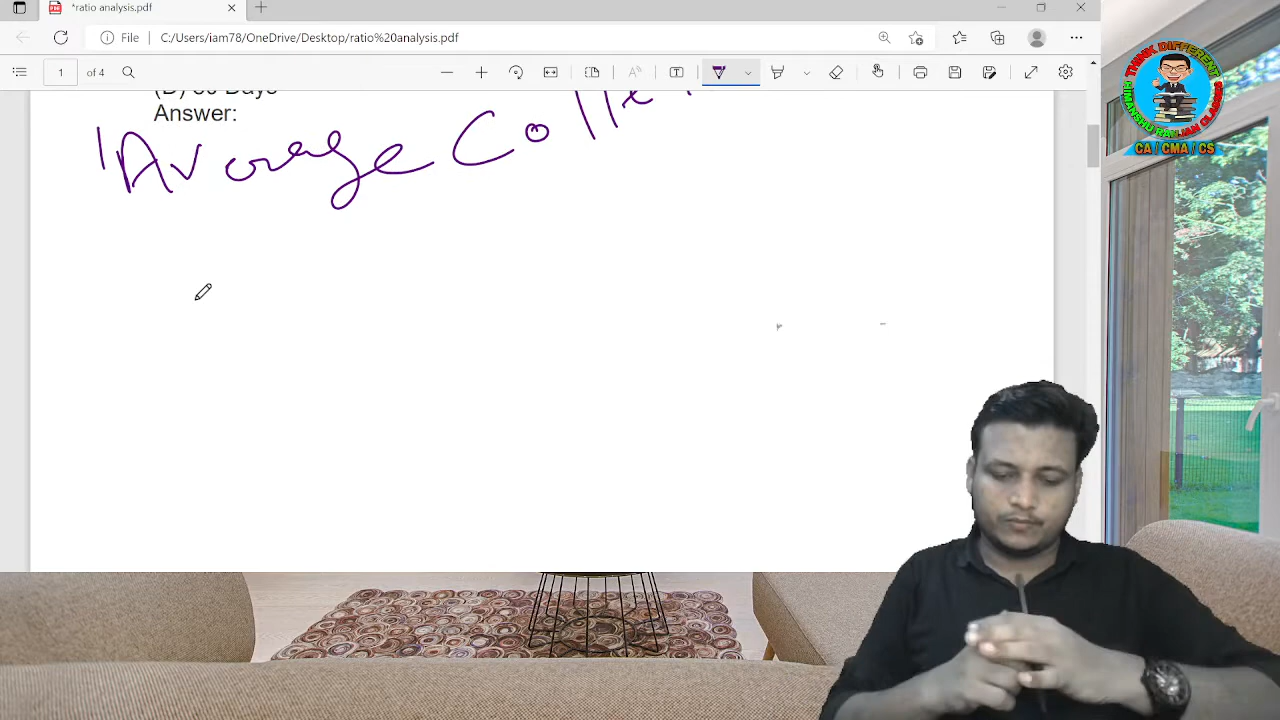 *ratio analysis.pdf
File | C:/Users/iam78/OneDrive/Desktop/ratio%20analysis.pdf
1 of 4
Answer:
Average
THINK DIFFERENT
CA / CMA / CS